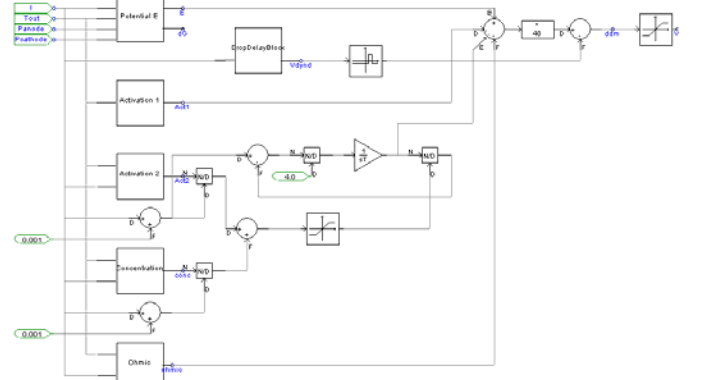 I
Tout
Panode
Pcathode
Potential E
E
dG
DropDelayBlock
Vdynd
B
D
E
F
40
D
F
ddm
V
Activation 1
Act1
Activation 2
N
Act2
N/D
D
D
F
N
N/D
D
4.0
1
sT
N
N/D
D
D
F
0.001
D
F
Concentration
N
conc
N/D
D
D
F
0.001
Ohmic
ohmic